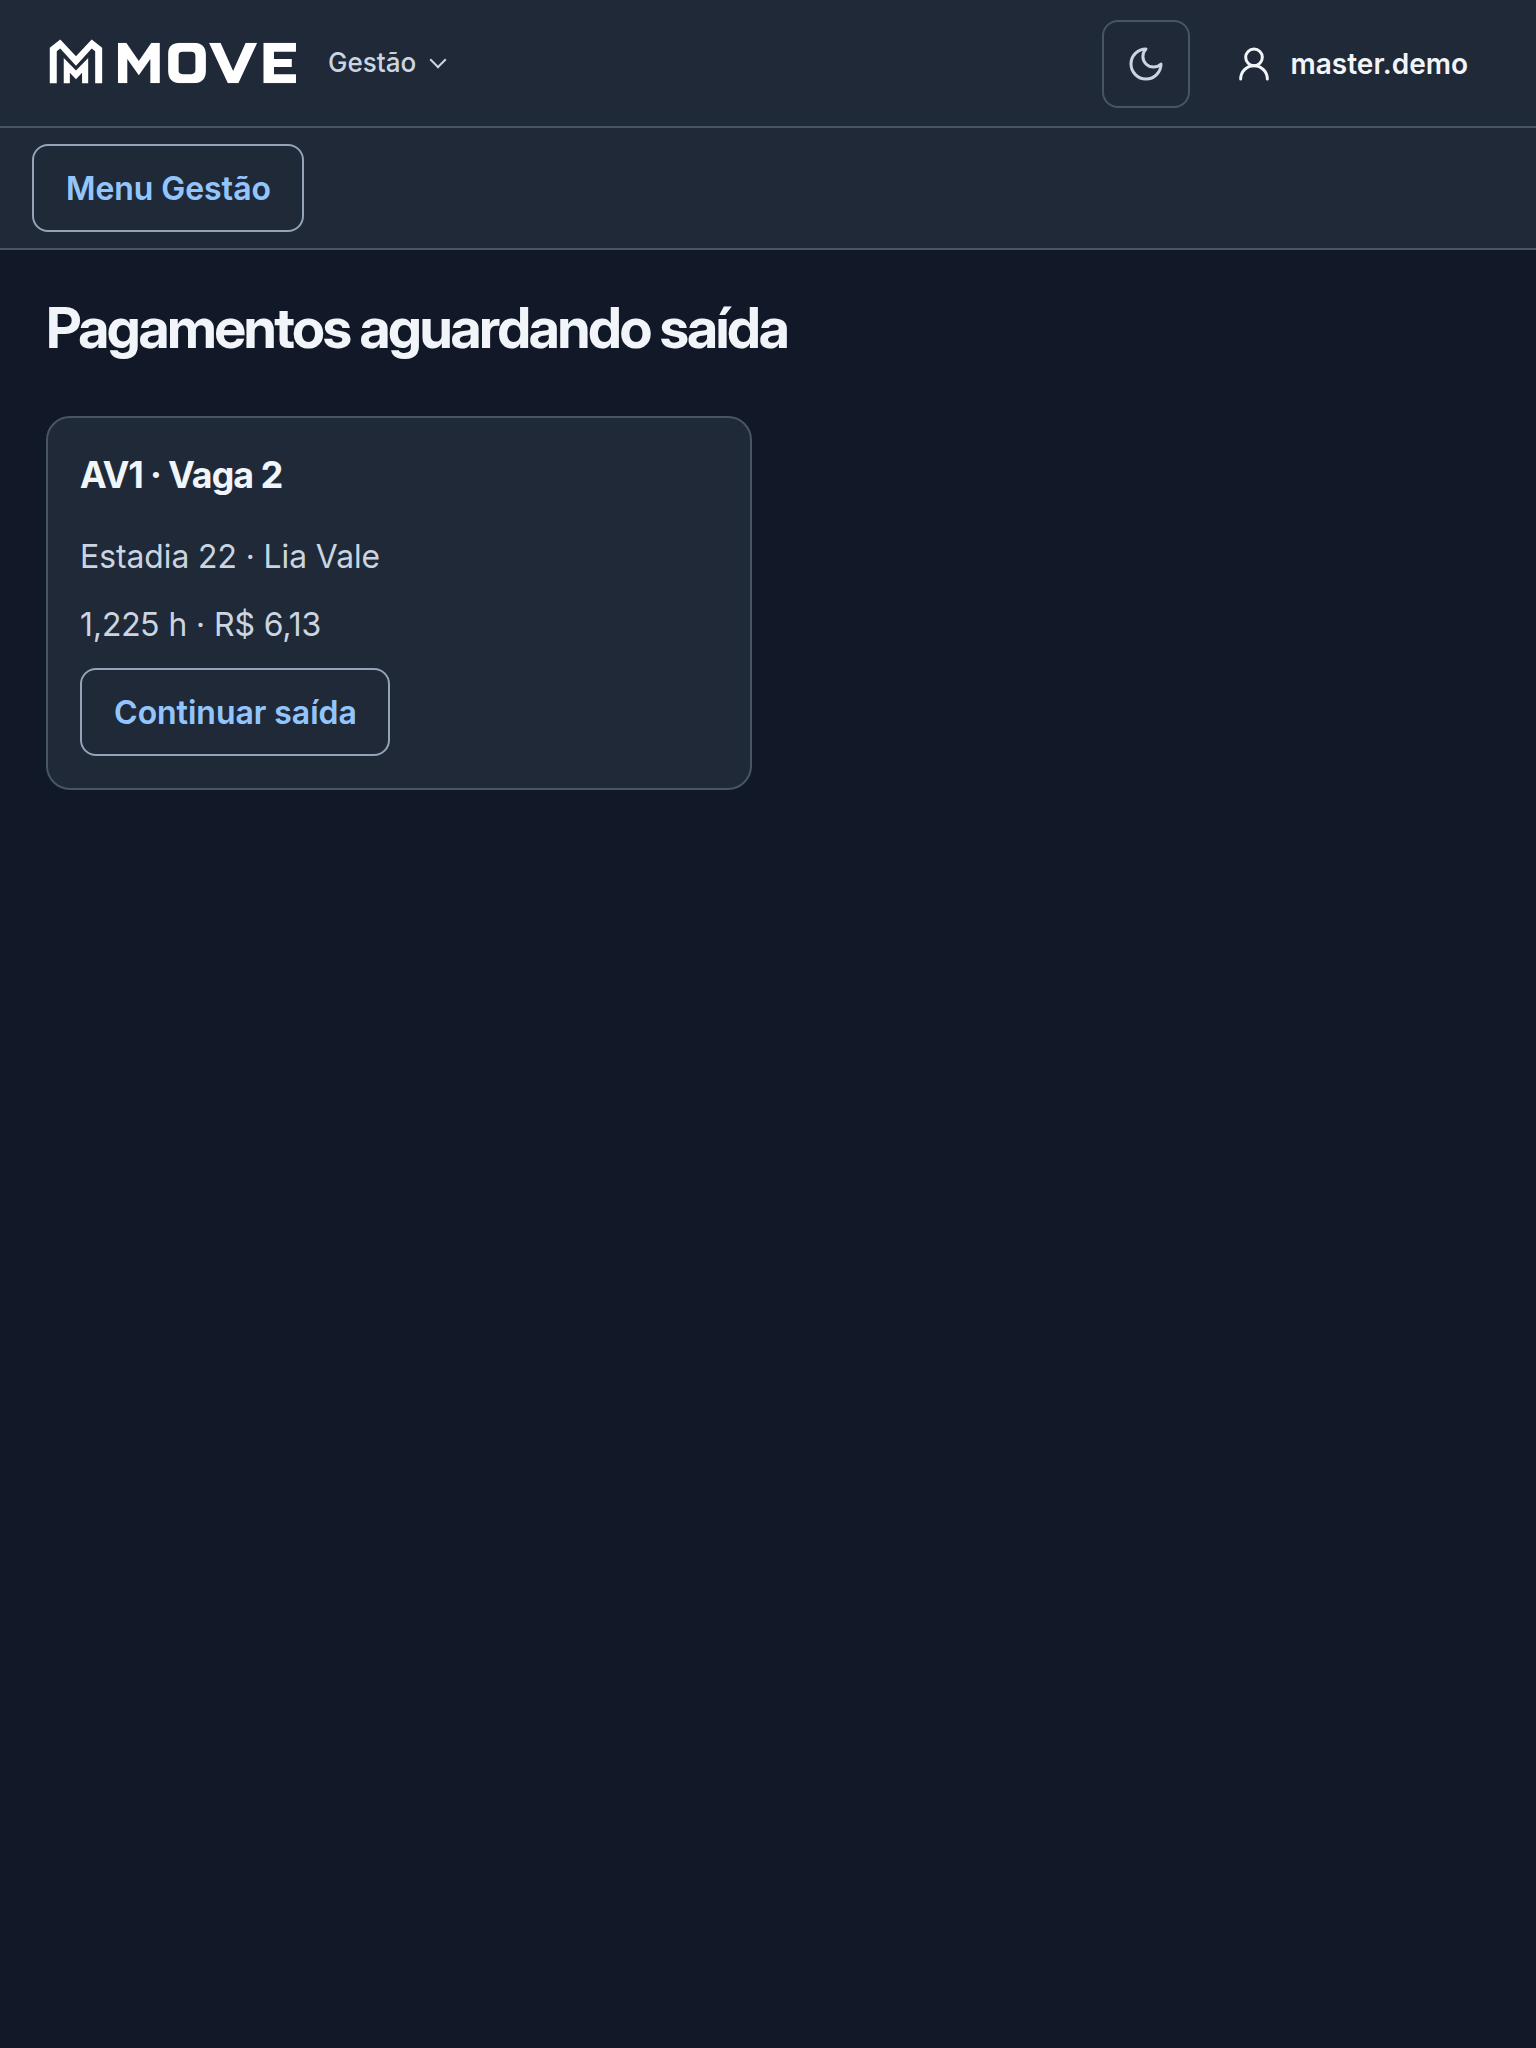 MOVE Gestão
master.demo
Menu Gestão
Pagamentos aguardando saída
AV1 · Vaga 2
Estadia 22 · Lia Vale
1,225 h · R$ 6,13
Continuar saída